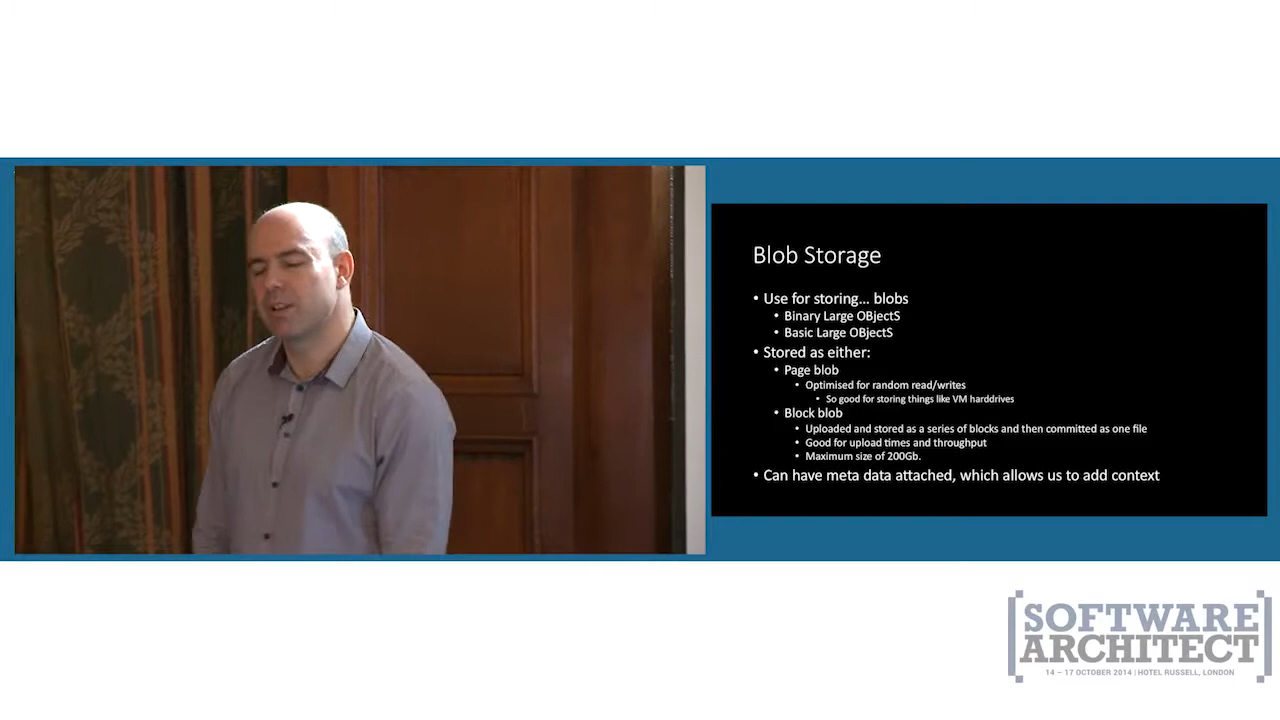 Blob Storage
• Use for storing... blobs
• Binary Large OBjectS
• Basic Large OBjectS
• Stored as either:
• Page blob
• Optimised for random read/writes
• So good for storing things like VM harddrives
• Block blob
• Uploaded and stored as a series of blocks and then committed as one file
• Good for upload times and throughput
• Maximum size of 200Gb.
• Can have meta data attached, which allows us to add context
[SOFTWARE
ARCHITECT]
14 – 17 OCTOBER 2014 | HOTEL RUSSELL, LONDON